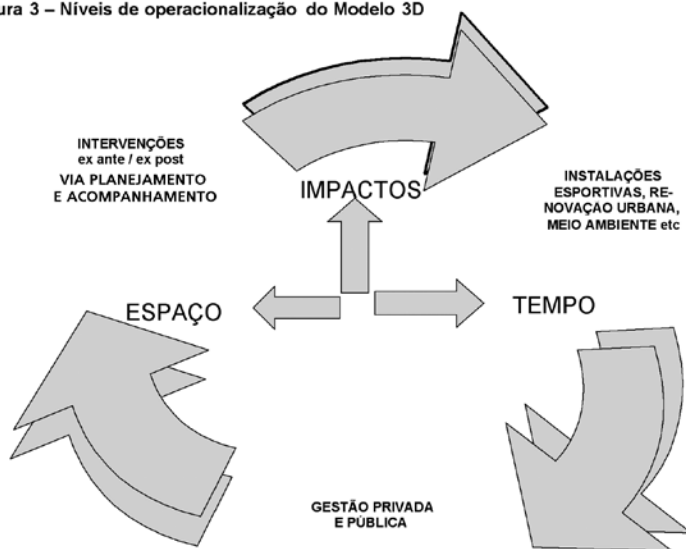 ura 3 – Níveis de operacionalização do Modelo 3D
INTERVENÇÕES
ex ante / ex post
VIA PLANEJAMENTO
E ACOMPANHAMENTO
IMPACTOS
INSTALAÇÕES
ESPORTIVAS, RE-
NOVAÇAO URBANA,
MEIO AMBIENTE etc
ESPAÇO
TEMPO
GESTÃO PRIVADA
E PÚBLICA